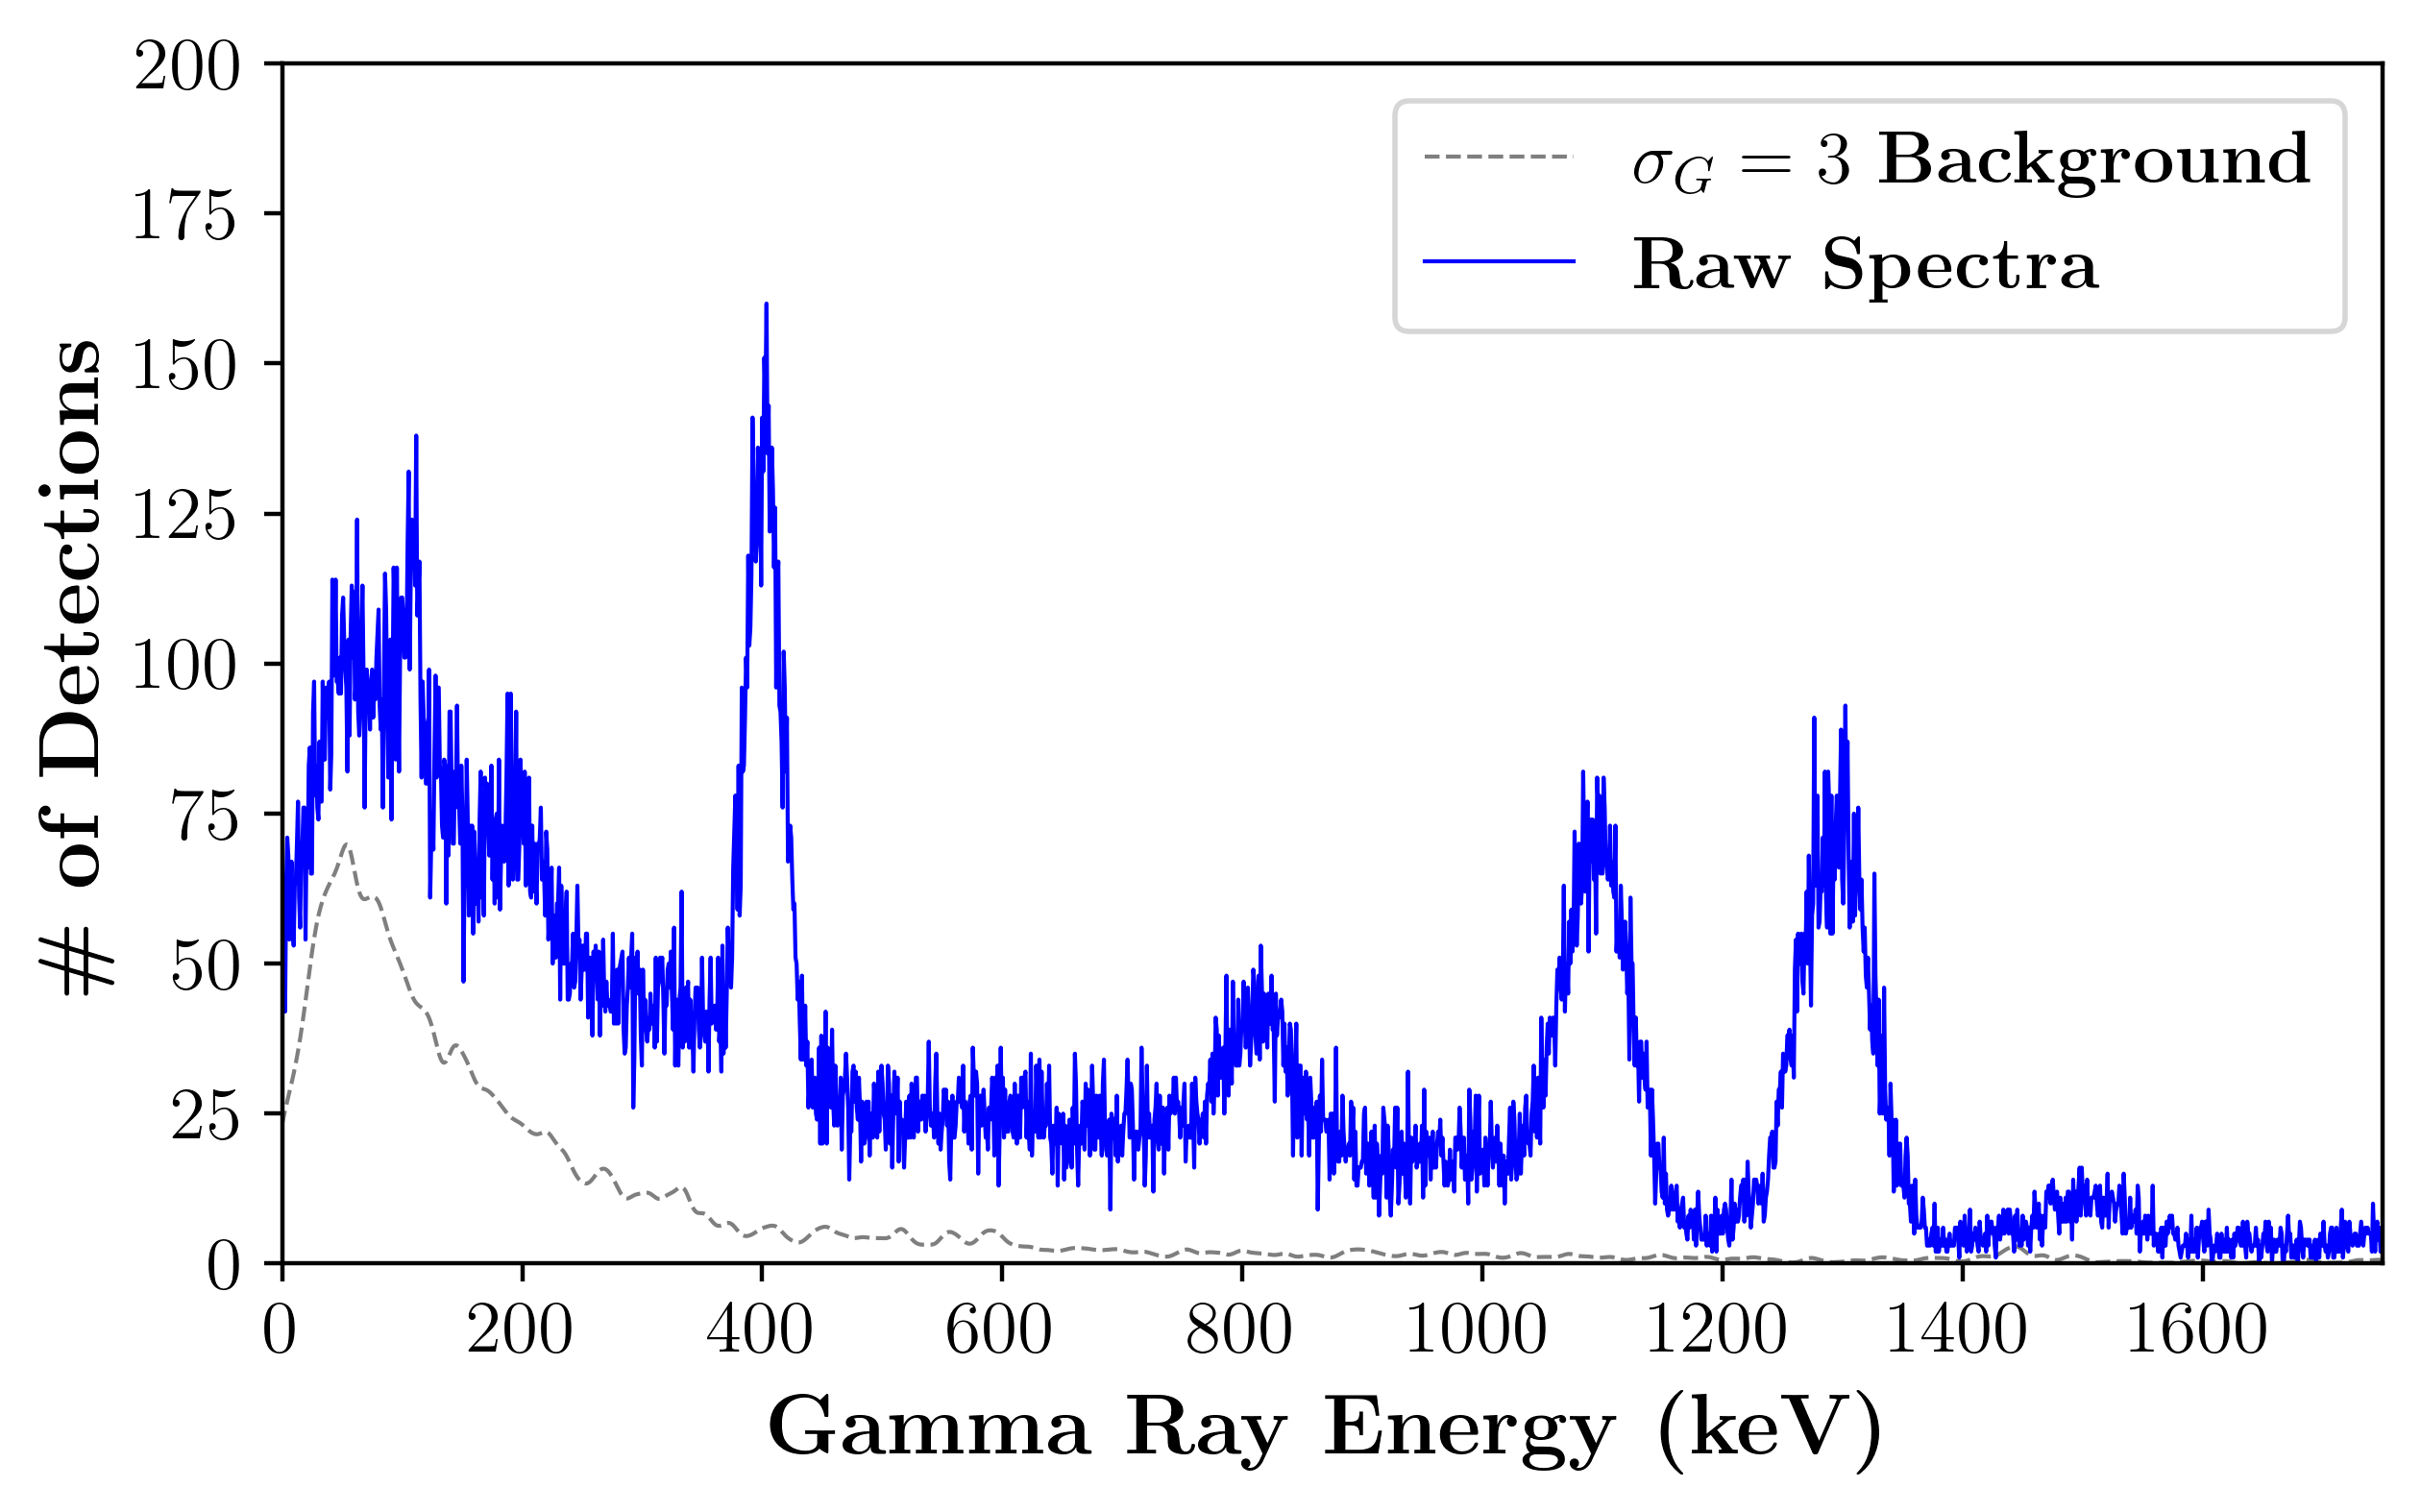 200
175
150
125
100
75
50
25
0
# of Detections
σG = 3 Background
Raw Spectra
0 200 400 600 800 1000 1200 1400 1600
Gamma Ray Energy (keV)